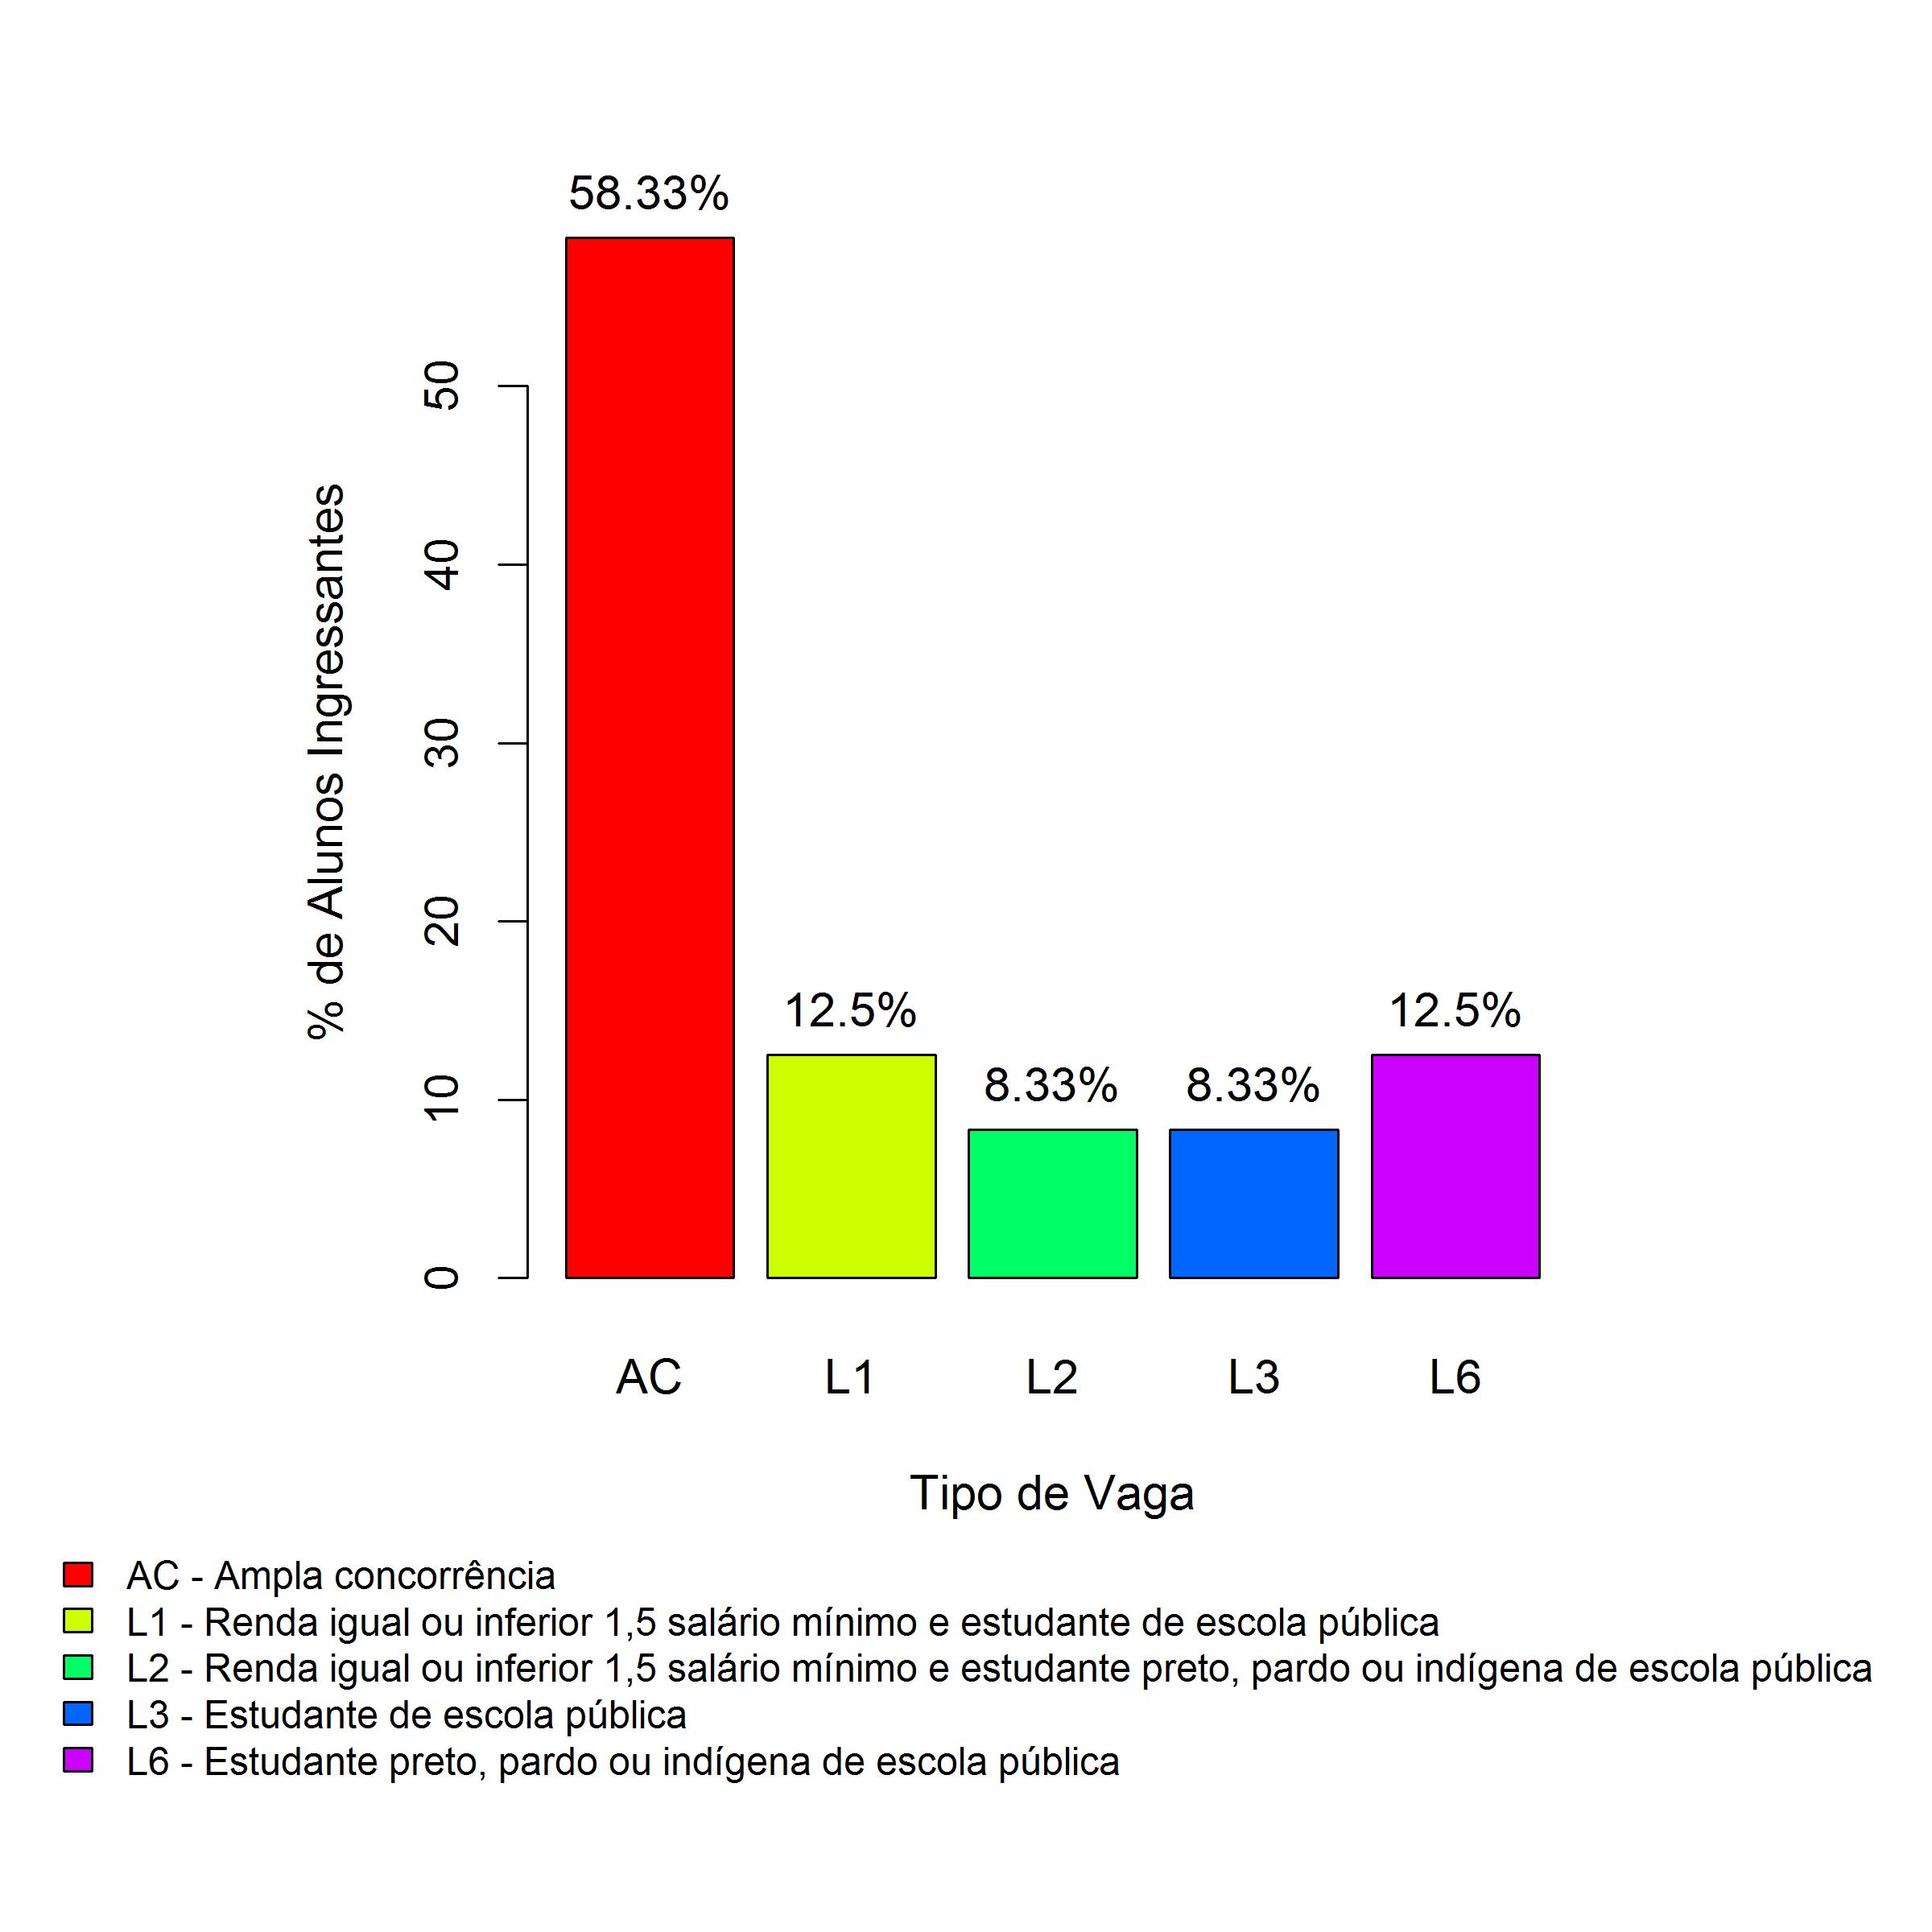 58.33%
50
40
30
20
10
0
% de Alunos Ingressantes
12.5%
8.33%
8.33%
12.5%
AC
L1
L2
L3
L6
Tipo de Vaga
AC - Ampla concorrência
L1 - Renda igual ou inferior 1,5 salário mínimo e estudante de escola pública
L2 - Renda igual ou inferior 1,5 salário mínimo e estudante preto, pardo ou indígena de escola pública
L3 - Estudante de escola pública
L6 - Estudante preto, pardo ou indígena de escola pública